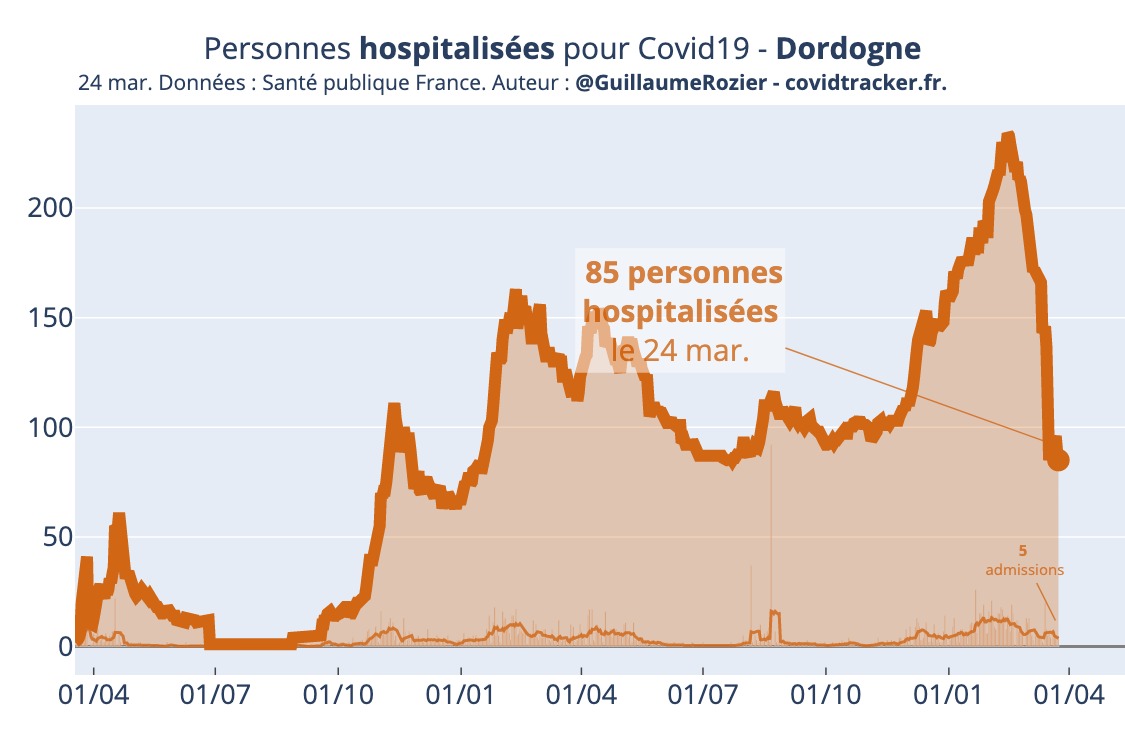 Personnes hospitalisées pour Covid19 - Dordogne
24 mar. Données : Santé publique France. Auteur : @GuillaumeRozier - covidtracker.fr.
200
85 personnes
hospitalisées
le 24 mar.
150
100
50
5
admissions
0
01/04 01/07 01/10 01/01 01/04 01/07 01/10 01/01 01/04